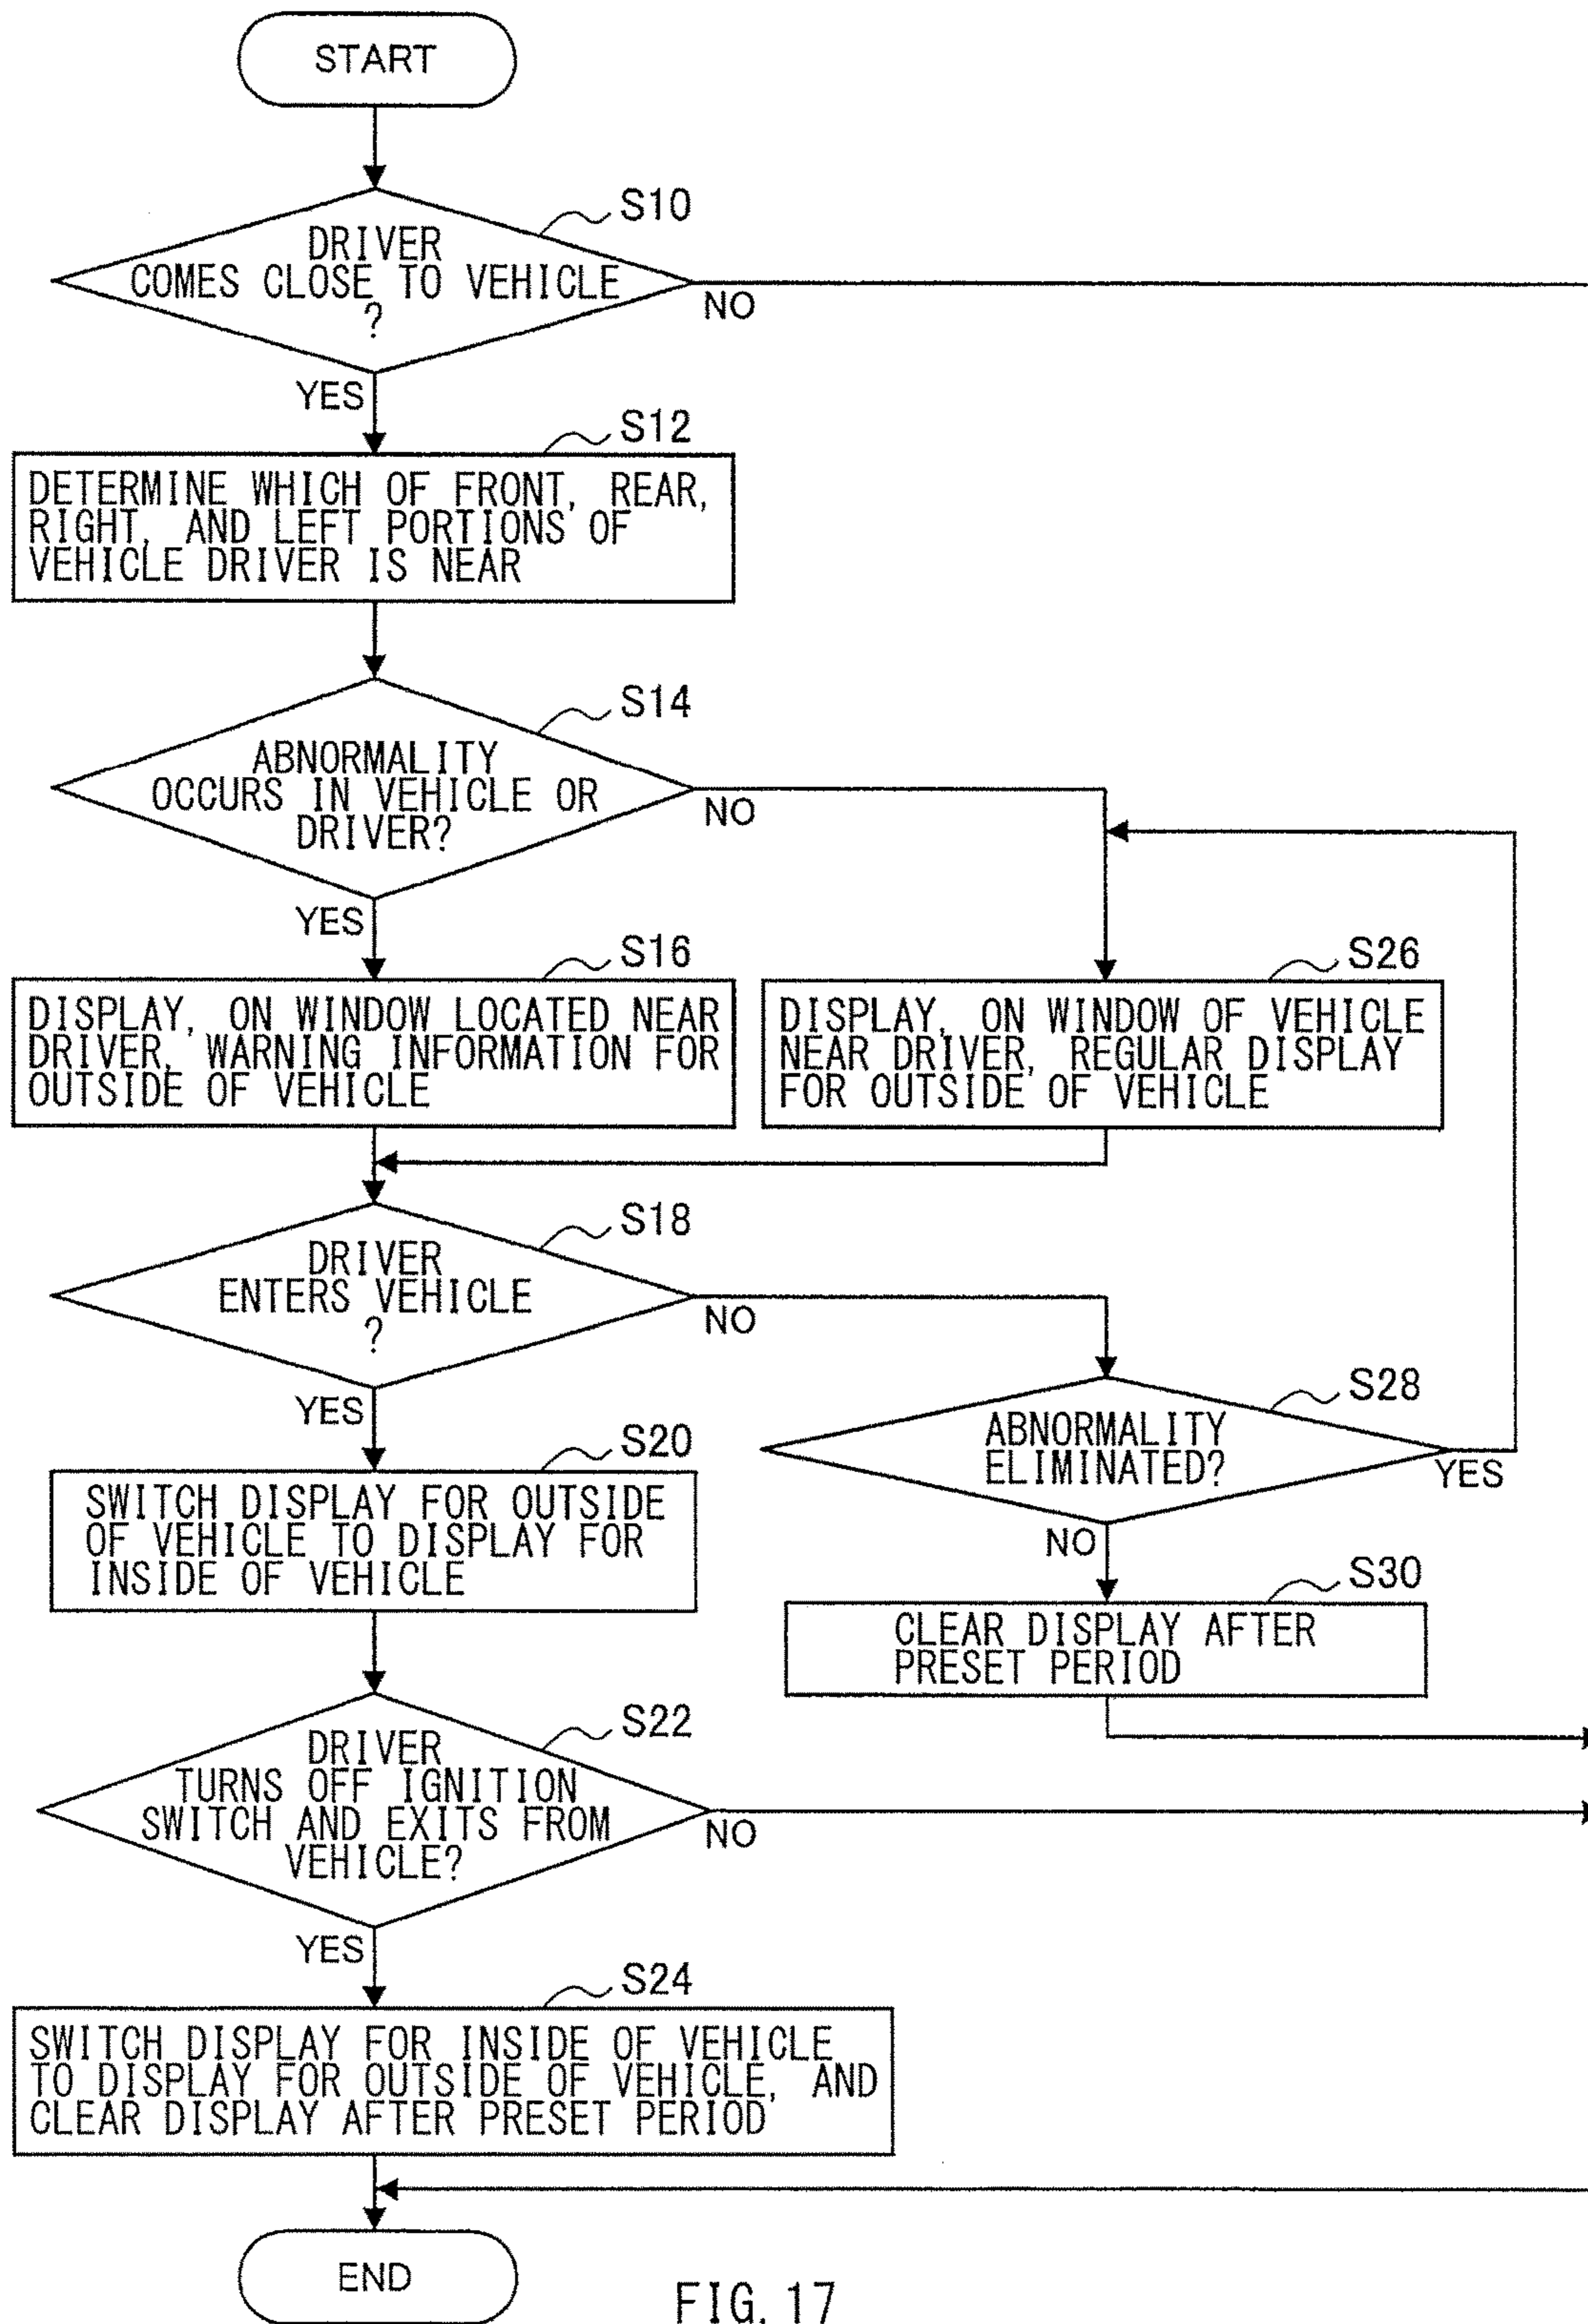 START
S10
DRIVER
COMES CLOSE TO VEHICLE
?
NO
YES
S12
DETERMINE WHICH OF FRONT, REAR,
RIGHT, AND LEFT PORTIONS OF
VEHICLE DRIVER IS NEAR
S14
ABNORMALITY
OCCURS IN VEHICLE OR
DRIVER?
NO
YES
S16
DISPLAY, ON WINDOW LOCATED NEAR
DRIVER, WARNING INFORMATION FOR
OUTSIDE OF VEHICLE
S26
DISPLAY, ON WINDOW OF VEHICLE
NEAR DRIVER, REGULAR DISPLAY
FOR OUTSIDE OF VEHICLE
S18
DRIVER
ENTERS VEHICLE
?
NO
YES
S28
ABNORMALITY
ELIMINATED?
YES
NO
S20
SWITCH DISPLAY FOR OUTSIDE
OF VEHICLE TO DISPLAY FOR
INSIDE OF VEHICLE
S30
CLEAR DISPLAY AFTER
PRESET PERIOD
S22
DRIVER
TURNS OFF IGNITION
SWITCH AND EXITS FROM
VEHICLE?
NO
YES
S24
SWITCH DISPLAY FOR INSIDE OF VEHICLE
TO DISPLAY FOR OUTSIDE OF VEHICLE, AND
CLEAR DISPLAY AFTER PRESET PERIOD
END
FIG. 17